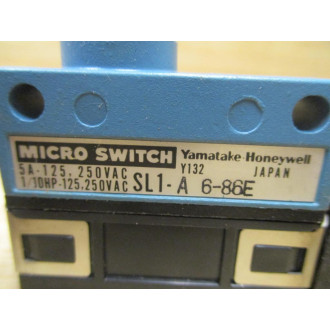 MICRO SWITCH Yamatake-Honeywell
5A-125, 250VAC Y132 JAPAN
1/10HP-125,250VAC SL1-A 6-86E